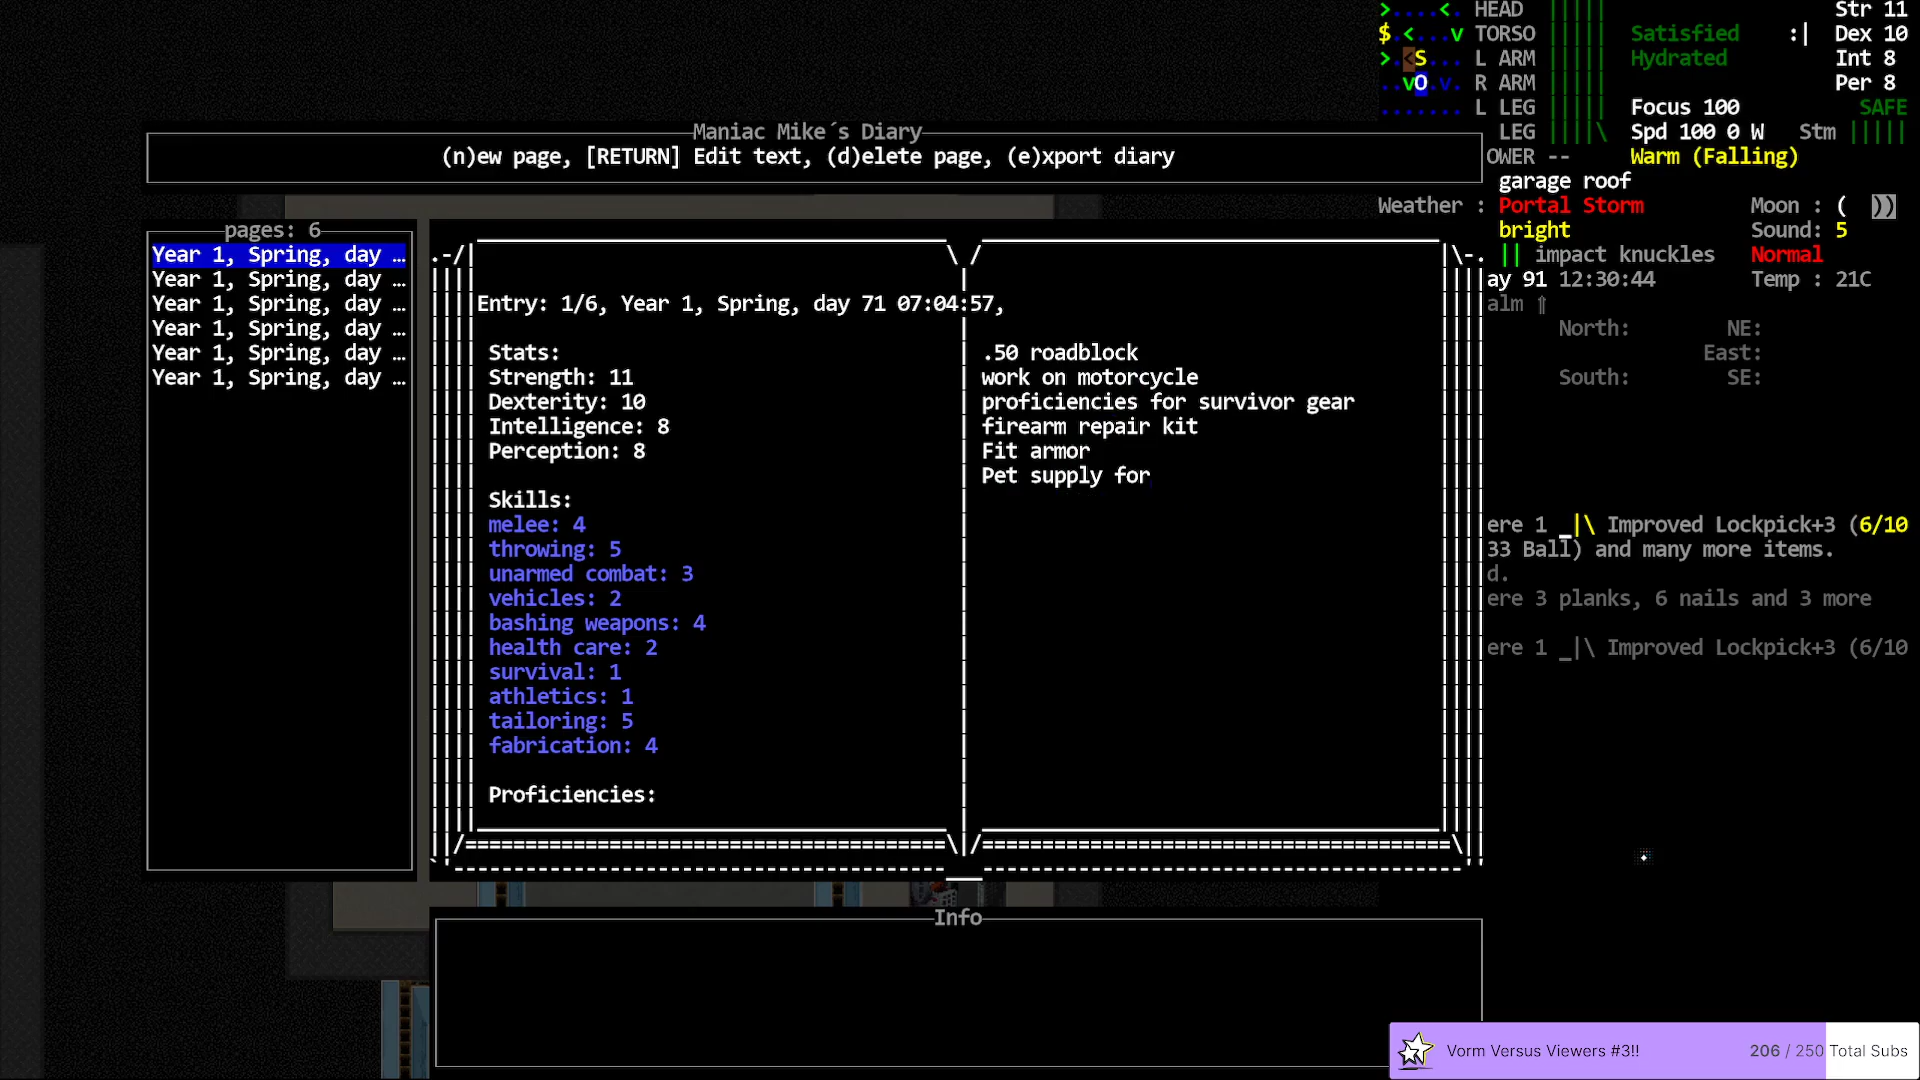 Maniac Mike´s Diary
(n)ew page, [RETURN] Edit text, (d)elete page, (e)xport diary
pages: 6
Year 1, Spring, day …
Year 1, Spring, day …
Year 1, Spring, day …
Year 1, Spring, day …
Year 1, Spring, day …
Year 1, Spring, day …
Entry: 1/6, Year 1, Spring, day 71 07:04:57,
Stats:
Strength: 11
Dexterity: 10
Intelligence: 8
Perception: 8
Skills:
melee: 4
throwing: 5
unarmed combat: 3
vehicles: 2
bashing weapons: 4
health care: 2
survival: 1
athletics: 1
tailoring: 5
fabrication: 4
Proficiencies:
.50 roadblock
work on motorcycle
proficiencies for survivor gear
firearm repair kit
Fit armor
Pet supply for
Info
>....<. HEAD ||||| Str 11
$.<...v TORSO ||||| Satisfied :| Dex 10
>.<S... L ARM ||||| Hydrated Int 8
..vO.v. R ARM ||||| Per 8
....... L LEG ||||| Focus 100 SAFE
LEG ||||\ Spd 100 0 W Stm |||||
OWER -- Warm (Falling)
garage roof
Weather : Portal Storm Moon : ( ))
bright Sound: 5
|| impact knuckles Normal
ay 91 12:30:44 Temp : 21C
alm ⇑
North: NE:
East:
South: SE:
ere 1 _|\ Improved Lockpick+3 (6/10
33 Ball) and many more items.
d.
ere 3 planks, 6 nails and 3 more
ere 1 _|\ Improved Lockpick+3 (6/10
Vorm Versus Viewers #3!! 206 / 250 Total Subs